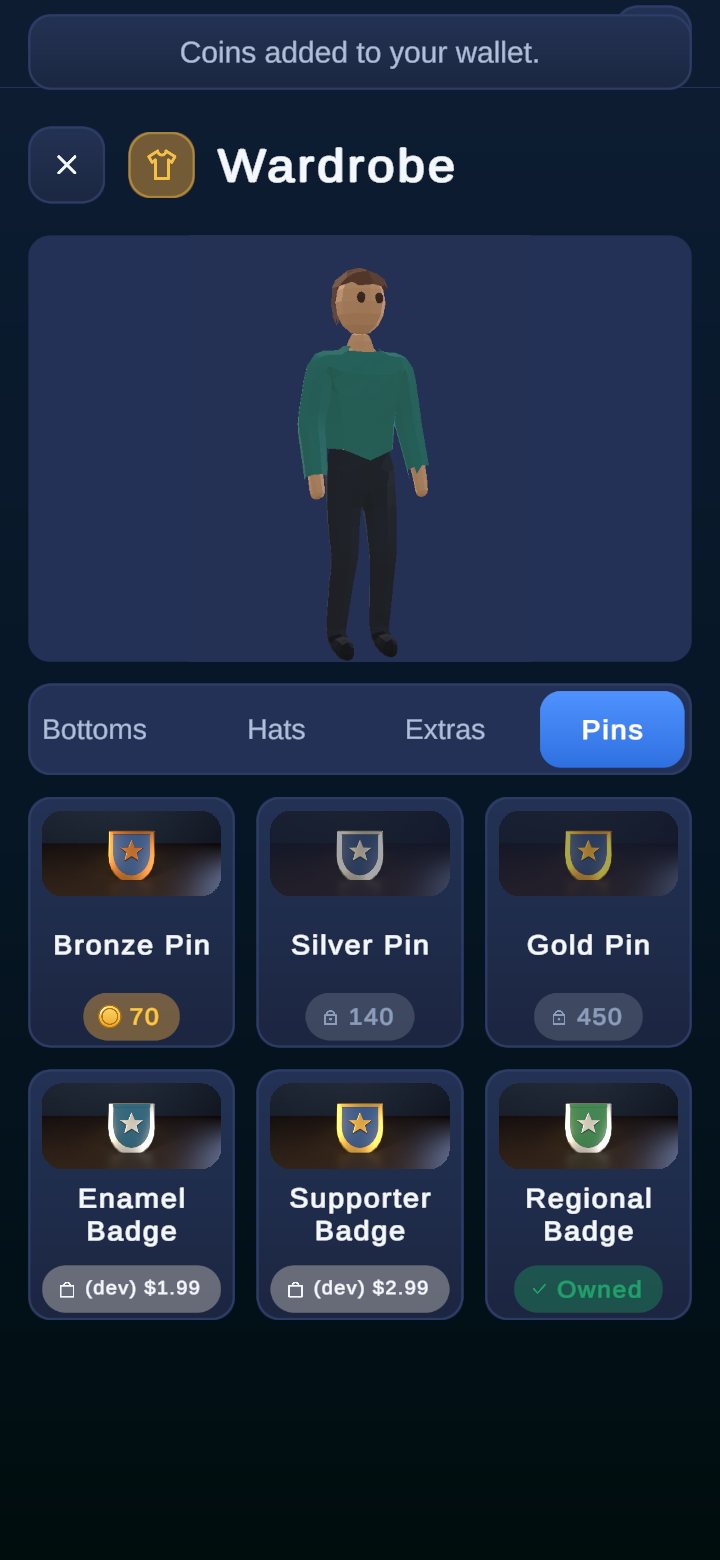 Coins added to your wallet.
Wardrobe
Bottoms Hats Extras Pins
Bronze Pin Silver Pin Gold Pin
70 140 450
Enamel Badge Supporter Badge Regional Badge
(dev) $1.99 (dev) $2.99 Owned